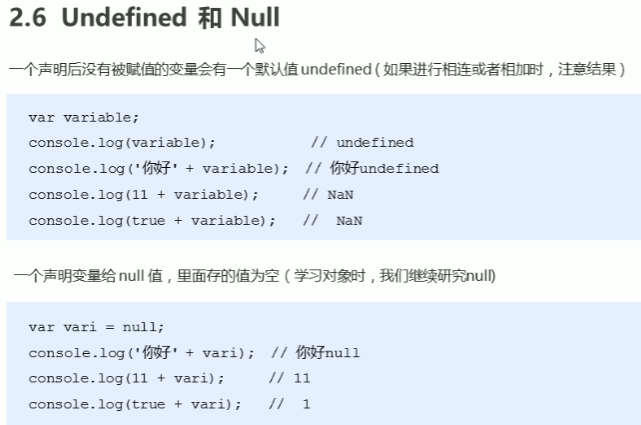 2.6 Undefined 和 Null
一个声明后没有被赋值的变量会有一个默认值 undefined ( 如果进行相连或者相加时，注意结果）
var variable;
console.log(variable); // undefined
console.log('你好' + variable); // 你好undefined
console.log(11 + variable); // NaN
console.log(true + variable); // NaN
一个声明变量给 null 值，里面存的值为空（学习对象时，我们继续研究null)
var vari = null;
console.log('你好' + vari); // 你好null
console.log(11 + vari); // 11
console.log(true + vari); // 1